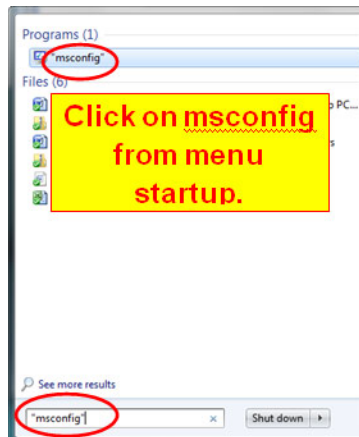 Programs (1)
"msconfig"
Files (6)
PC...
Click on msconfig
from menu
startup.
See more results
"msconfig"
Shut down